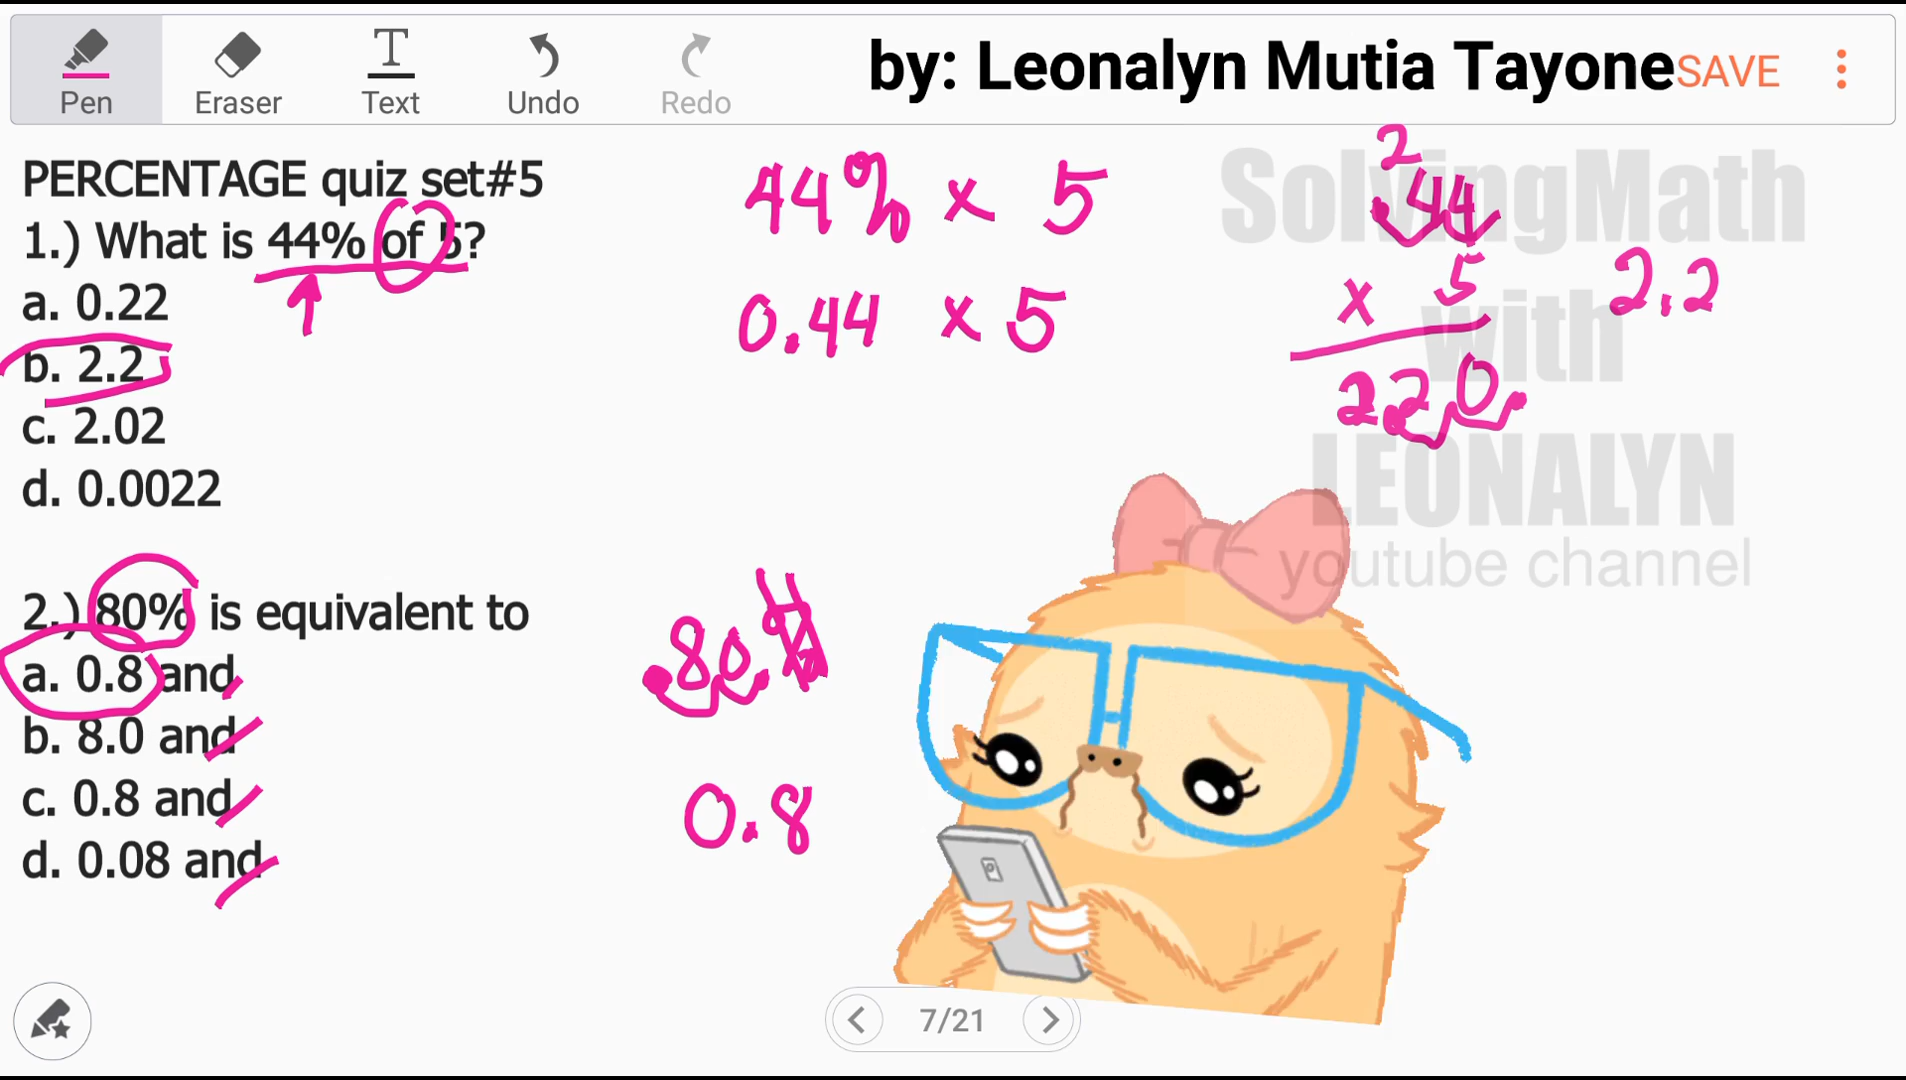 Pen
Eraser
Text
Undo
Redo
by: Leonalyn Mutia Tayone
SAVE
PERCENTAGE quiz set#5
1.) What is 44% of 5?
a. 0.22
b. 2.2
c. 2.02
d. 0.0022
2.) 80% is equivalent to
a. 0.8 and
b. 8.0 and
c. 0.8 and
d. 0.08 and
44% x 5
0.44 x 5
2
.44
x 5
2.20.
2.2
.80.
0.8
SolvingMath
with
LEONALYN
youtube channel
7/21